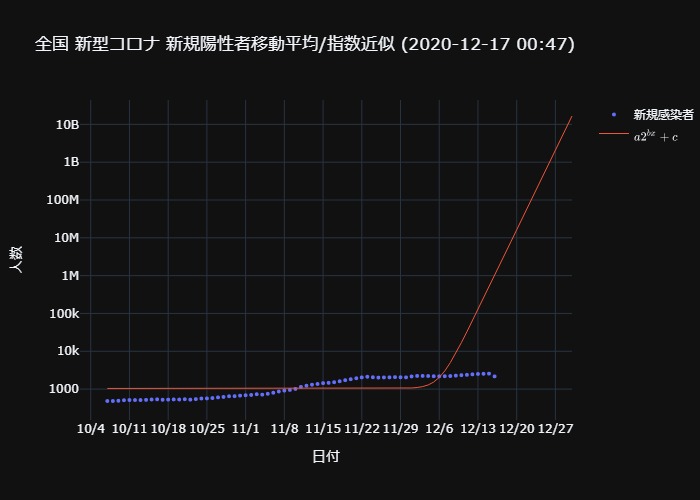 全国 新型コロナ 新規陽性者移動平均/指数近似 (2020-12-17 00:47)
新規感染者
a2^{bx} + c
10B
1B
100M
10M
1M
100k
10k
1000
人数
10/4 10/11 10/18 10/25 11/1 11/8 11/15 11/22 11/29 12/6 12/13 12/20 12/27
日付